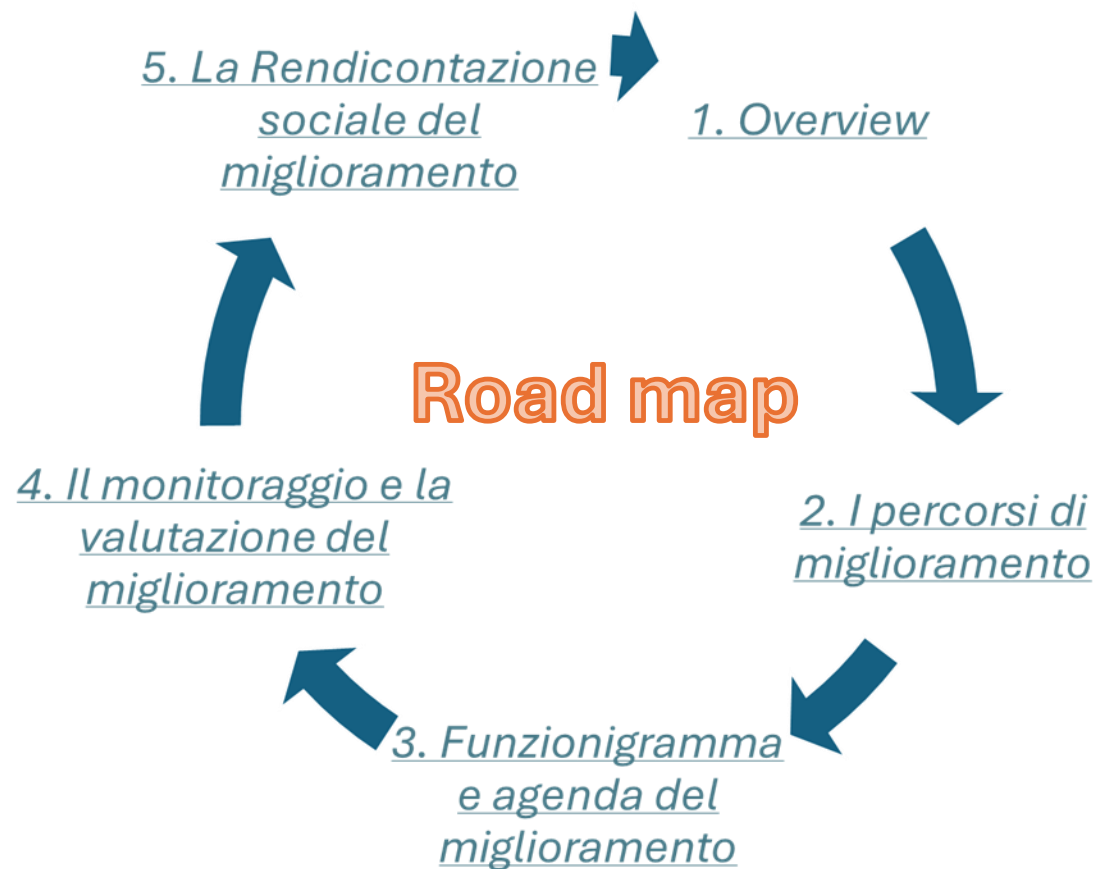 5. La Rendicontazione
sociale del
miglioramento
1. Overview
Road map
2. I percorsi di
miglioramento
3. Funzionigramma
e agenda del
miglioramento
4. Il monitoraggio e la
valutazione del
miglioramento